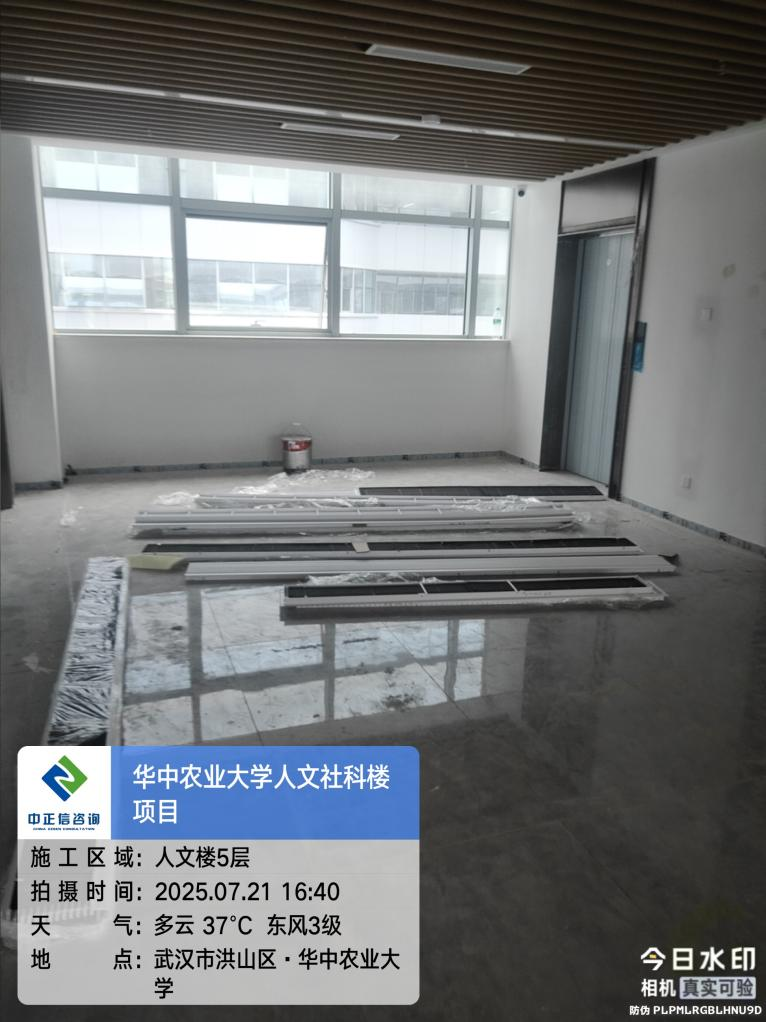 中正信咨询
华中农业大学人文社科楼
项目
施工区域：人文楼5层
拍摄时间：2025.07.21 16:40
天气：多云 37°C 东风3级
地点：武汉市洪山区·华中农业大
学
今日水印
相机 真实可验
防伪 PLPMLRGBLHNU9D